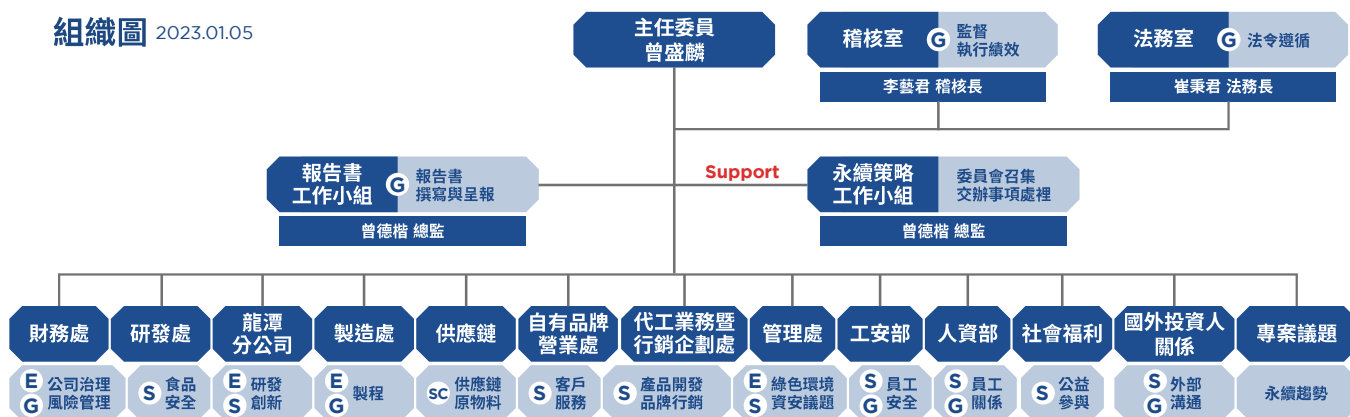 組織圖 2023.01.05
主任委員
曾盛麟
稽核室 G 監督
執行績效
李藝君 稽核長
法務室 G 法令遵循
崔秉君 法務長
報告書
工作小組
G
報告書
撰寫與呈報
曾德楷 總監
Support
永續策略
工作小組
委員會召集
交辦事項處裡
曾德楷 總監
財務處
E G
公司治理
風險管理
研發處
S
食品
安全
龍潭
分公司
E S
研發
創新
製造處
E G
製程
供應鏈
SC
供應鏈
原物料
自有品牌
營業處
S
客戶
服務
代工業務暨
行銷企劃處
S
產品開發
品牌行銷
管理處
E S
綠色環境
資安議題
工安部
S G
員工
安全
人資部
S G
員工
關係
社會福利
S
公益
參與
國外投資人
關係
S G
外部
溝通
專案議題
永續趨勢